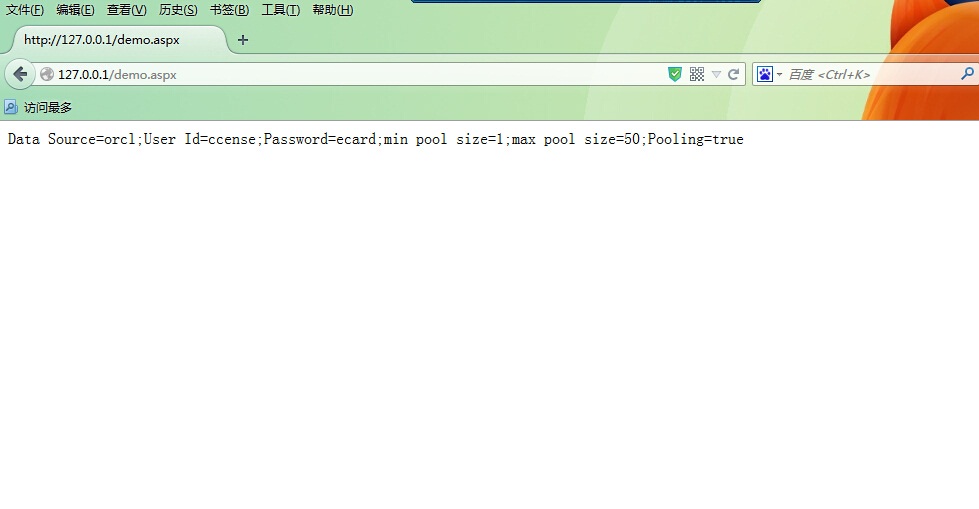 文件(F) 编辑(E) 查看(V) 历史(S) 书签(B) 工具(T) 帮助(H)
http://127.0.0.1/demo.aspx +
127.0.0.1/demo.aspx 百度 <Ctrl+K>
访问最多
Data Source=orcl;User Id=ccense;Password=ecard;min pool size=1;max pool size=50;Pooling=true